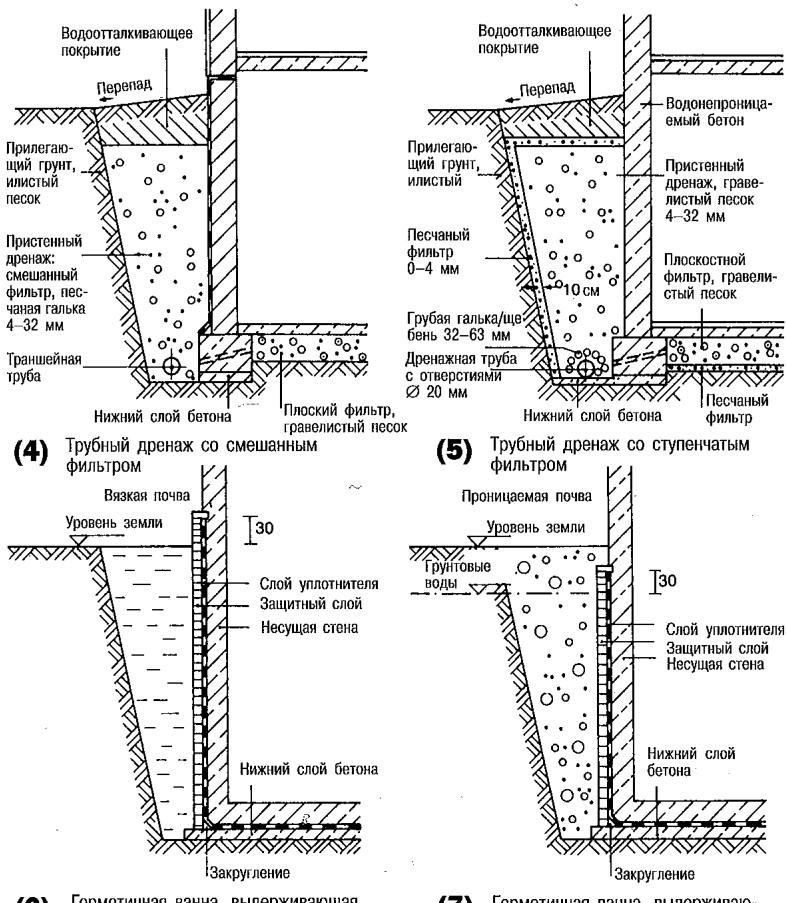 Водоотталкивающее
покрытие
Перепад
Прилегаю-
щий грунт,
илистый
песок
Пристенный
дренаж:
смешанный
фильтр, пес-
чаная галька
4–32 мм
Траншейная
труба
Нижний слой бетона
Плоский фильтр,
гравелистый песок
(4) Трубный дренаж со смешанным
фильтром
Водоотталкивающее
покрытие
Перепад
Водонепроница-
емый бетон
Прилегаю-
щий грунт,
илистый
Пристенный
дренаж, граве-
листый песок
4–32 мм
Песчаный
фильтр
0–4 мм
Плоскостной
фильтр, гравели-
стый песок
10 см
Грубая галька/ще
бень 32–63 мм
Дренажная труба
с отверстиями
Ø 20 мм
Нижний слой бетона
Песчаный
фильтр
(5) Трубный дренаж со ступенчатым
фильтром
Вязкая почва
Уровень земли
30
Слой уплотнителя
Защитный слой
Несущая стена
Нижний слой бетона
Закругление
Проницаемая почва
Уровень земли
Грунтовые
воды
30
Слой уплотнителя
Защитный слой
Несущая стена
Нижний слой
бетона
Закругление
(6) Герметичная ванна, выдерживающая
(7) Герметичная ванна, выдерживаю-